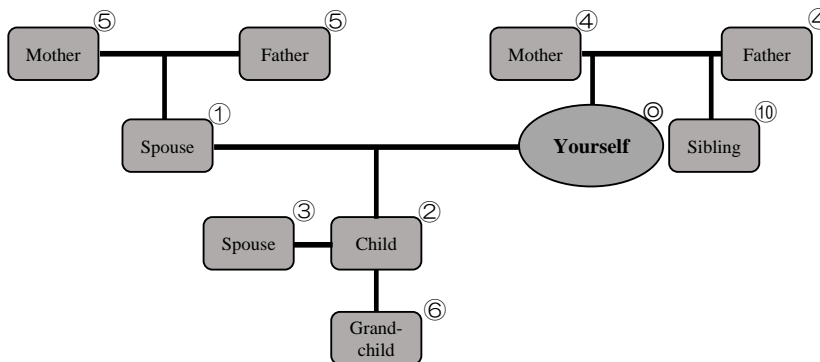 ⑤
⑤
④
④
Mother
Father
Mother
Father
①
◎
⑩
Spouse
Yourself
Sibling
③
②
Spouse
Child
⑥
Grand-
child